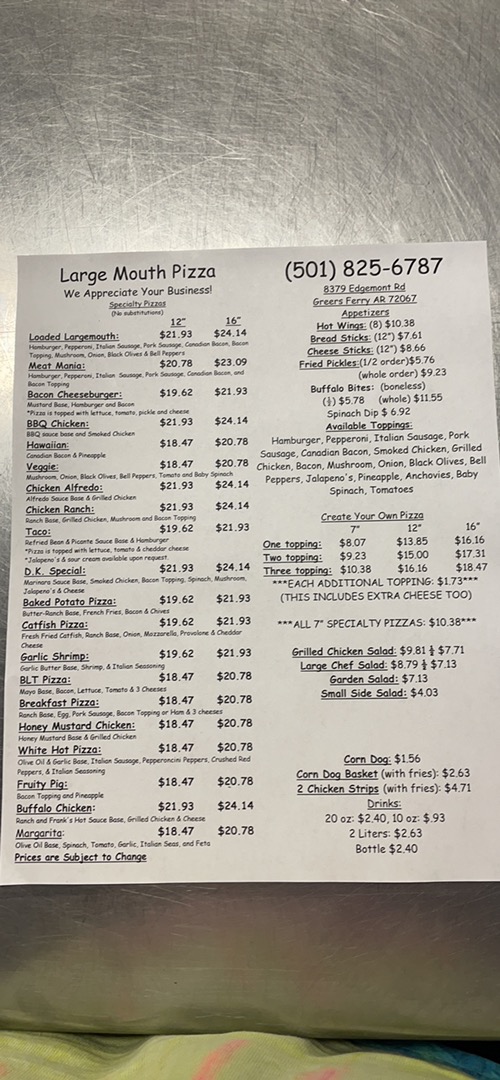 Large Mouth Pizza
We Appreciate Your Business!
Specialty Pizzas
(No substitutions)
12" 16"
Loaded Largemouth: $21.93 $24.14
Hamburger, Pepperoni, Italian Sausage, Pork Sausage, Canadian Bacon, Bacon
Topping, Mushroom, Onion, Black Olives & Bell Peppers
Meat Mania: $20.78 $23.09
Hamburger, Pepperoni, Italian Sausage, Pork Sausage, Canadian Bacon, and
Bacon Topping
Bacon Cheeseburger: $19.62 $21.93
Mustard Base, Hamburger and Bacon
*Pizza is topped with lettuce, tomato, pickle and cheese
BBQ Chicken: $21.93 $24.14
BBQ sauce base and Smoked Chicken
Hawaiian: $18.47 $20.78
Canadian Bacon & Pineapple
Veggie: $18.47 $20.78
Mushroom, Onion, Black Olives, Bell Peppers, Tomato and Baby Spinach
Chicken Alfredo: $21.93 $24.14
Alfredo Sauce Base & Grilled Chicken
Chicken Ranch: $21.93 $24.14
Ranch Base, Grilled Chicken, Mushroom and Bacon Topping
Taco: $19.62 $21.93
Refried Bean & Picante Sauce Base & Hamburger
*Pizza is topped with lettuce, tomato & cheddar cheese
*Jalapeno's & sour cream available upon request
D.K. Special: $21.93 $24.14
Marinara Sauce Base, Smoked Chicken, Bacon Topping, Spinach, Mushroom,
Jalapeno's & Cheese
Baked Potato Pizza: $19.62 $21.93
Butter-Ranch Base, French Fries, Bacon & Chives
Catfish Pizza: $19.62 $21.93
Fresh Fried Catfish, Ranch Base, Onion, Mozzarella, Provolone & Cheddar
Cheese
Garlic Shrimp: $19.62 $21.93
Garlic Butter Base, Shrimp, & Italian Seasoning
BLT Pizza: $18.47 $20.78
Mayo Base, Bacon, Lettuce, Tomato & 3 Cheeses
Breakfast Pizza: $18.47 $20.78
Ranch Base, Egg, Pork Sausage, Bacon Topping or Ham & 3 cheeses
Honey Mustard Chicken: $18.47 $20.78
Honey Mustard Base & Grilled Chicken
White Hot Pizza: $18.47 $20.78
Olive Oil & Garlic Base, Italian Sausage, Pepperoncini Peppers, Crushed Red
Peppers, & Italian Seasoning
Fruity Pig: $18.47 $20.78
Bacon Topping and Pineapple
Buffalo Chicken: $21.93 $24.14
Ranch and Frank's Hot Sauce Base, Grilled Chicken & Cheese
Margarita: $18.47 $20.78
Olive Oil Base, Spinach, Tomato, Garlic, Italian Seas, and Feta
Prices are Subject to Change
(501) 825-6787
8379 Edgemont Rd
Greers Ferry AR 72067
Appetizers
Hot Wings: (8) $10.38
Bread Sticks: (12") $7.61
Cheese Sticks: (12") $8.66
Fried Pickles:(1/2 order)$5.76
(whole order) $9.23
Buffalo Bites: (boneless)
(½) $5.78 (whole) $11.55
Spinach Dip $ 6.92
Available Toppings:
Hamburger, Pepperoni, Italian Sausage, Pork
Sausage, Canadian Bacon, Smoked Chicken, Grilled
Chicken, Bacon, Mushroom, Onion, Black Olives, Bell
Peppers, Jalapeno's, Pineapple, Anchovies, Baby
Spinach, Tomatoes
Create Your Own Pizza
7" 12" 16"
One topping: $8.07 $13.85 $16.16
Two topping: $9.23 $15.00 $17.31
Three topping: $10.38 $16.16 $18.47
***EACH ADDITIONAL TOPPING: $1.73***
(THIS INCLUDES EXTRA CHEESE TOO)
***ALL 7" SPECIALTY PIZZAS: $10.38***
Grilled Chicken Salad: $9.81 ½ $7.71
Large Chef Salad: $8.79 ½ $7.13
Garden Salad: $7.13
Small Side Salad: $4.03
Corn Dog: $1.56
Corn Dog Basket (with fries): $2.63
2 Chicken Strips (with fries): $4.71
Drinks:
20 oz: $2.40, 10 oz: $.93
2 Liters: $2.63
Bottle $2.40